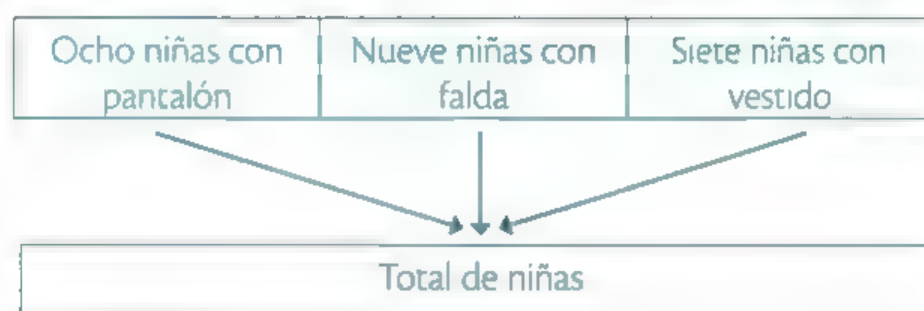 Ocho niñas con
pantalón
Nueve niñas con
falda
Siete niñas con
vestido
Total de niñas